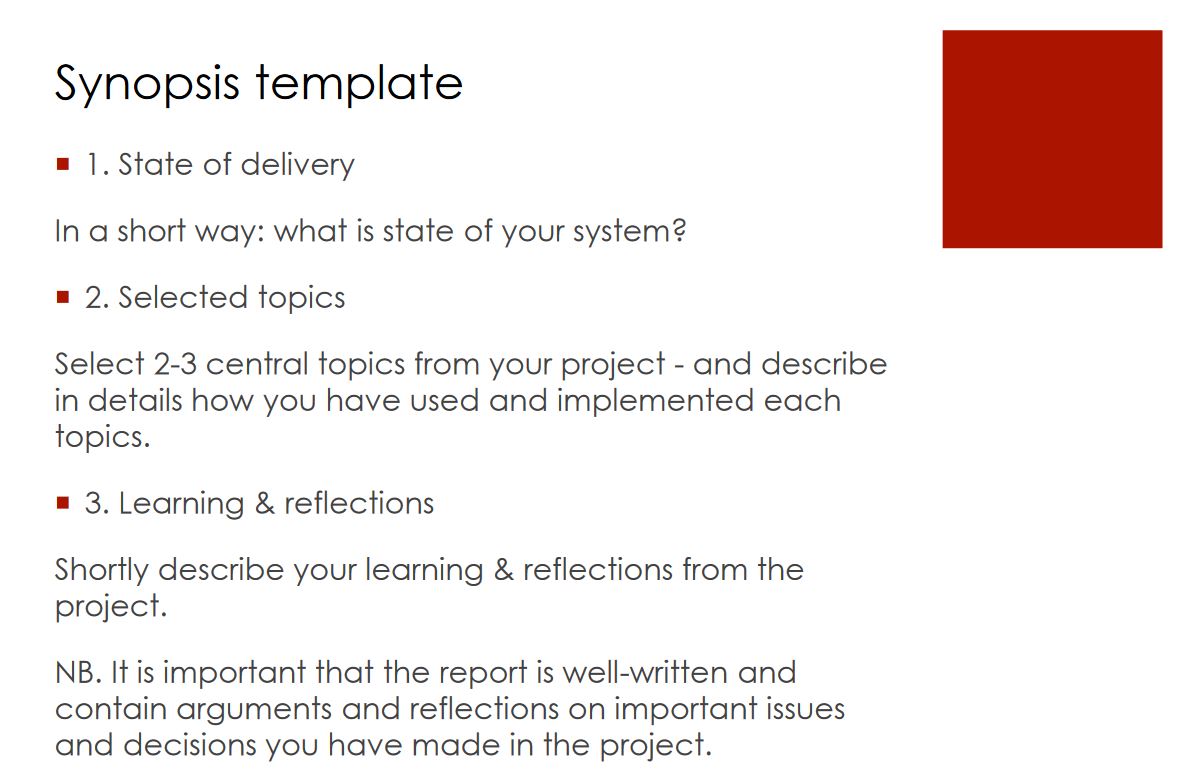 Synopsis template
1. State of delivery
In a short way: what is state of your system?
2. Selected topics
Select 2-3 central topics from your project - and describe
in details how you have used and implemented each
topics.
3. Learning & reflections
Shortly describe your learning & reflections from the
project.
NB. It is important that the report is well-written and
contain arguments and reflections on important issues
and decisions you have made in the project.